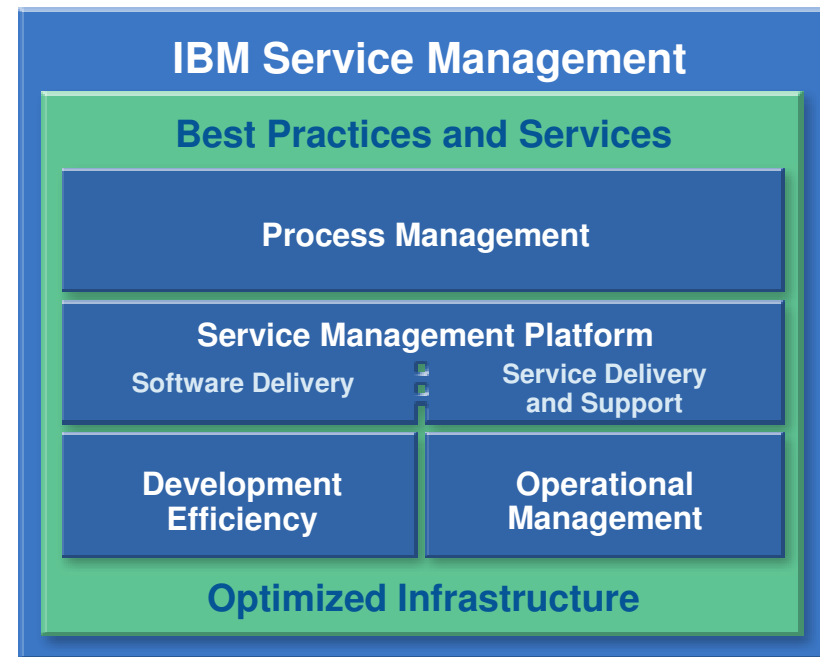 IBM Service Management
Best Practices and Services
Process Management
Service Management Platform
Software Delivery
Service Delivery
and Support
Development
Efficiency
Operational
Management
Optimized Infrastructure